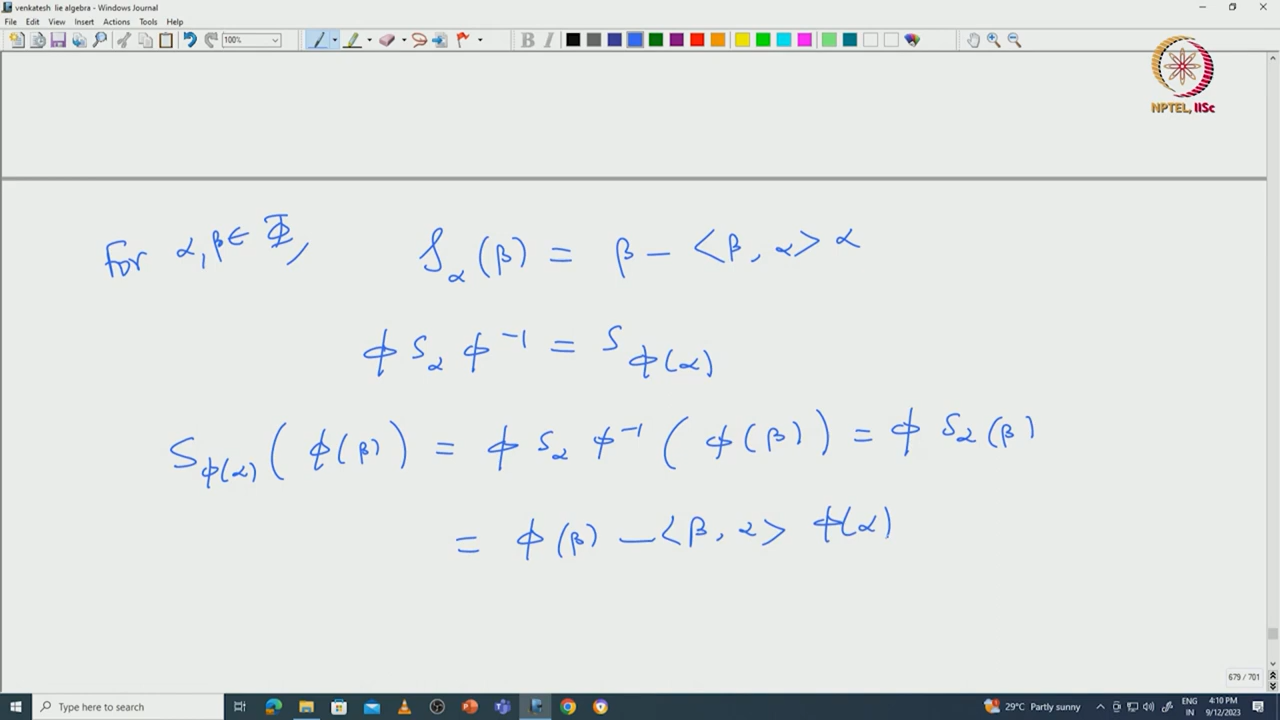 venkatesh lie algebra - Windows Journal
File Edit View Insert Actions Tools Help
100%
B I
NPTEL, IISc
For α, β ∈ Φ, S_α (β) = β − <β, α> α
ϕ S_α ϕ^{-1} = S_{ϕ(α)}
S_{ϕ(α)} (ϕ(β)) = ϕ S_α ϕ^{-1} (ϕ(β)) = ϕ S_α (β)
= ϕ(β) − <β, α> ϕ(α)
679 / 701
Type here to search
29°C Partly sunny
ENG
IN
4:10 PM
9/12/2023